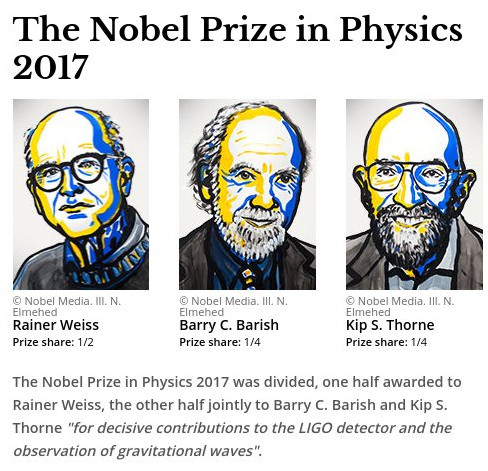 The Nobel Prize in Physics
2017
© Nobel Media. III. N.
Elmehed
Rainer Weiss
Prize share: 1/2
© Nobel Media. III. N.
Elmehed
Barry C. Barish
Prize share: 1/4
© Nobel Media. III. N.
Elmehed
Kip S. Thorne
Prize share: 1/4
The Nobel Prize in Physics 2017 was divided, one half awarded to
Rainer Weiss, the other half jointly to Barry C. Barish and Kip S.
Thorne "for decisive contributions to the LIGO detector and the
observation of gravitational waves".